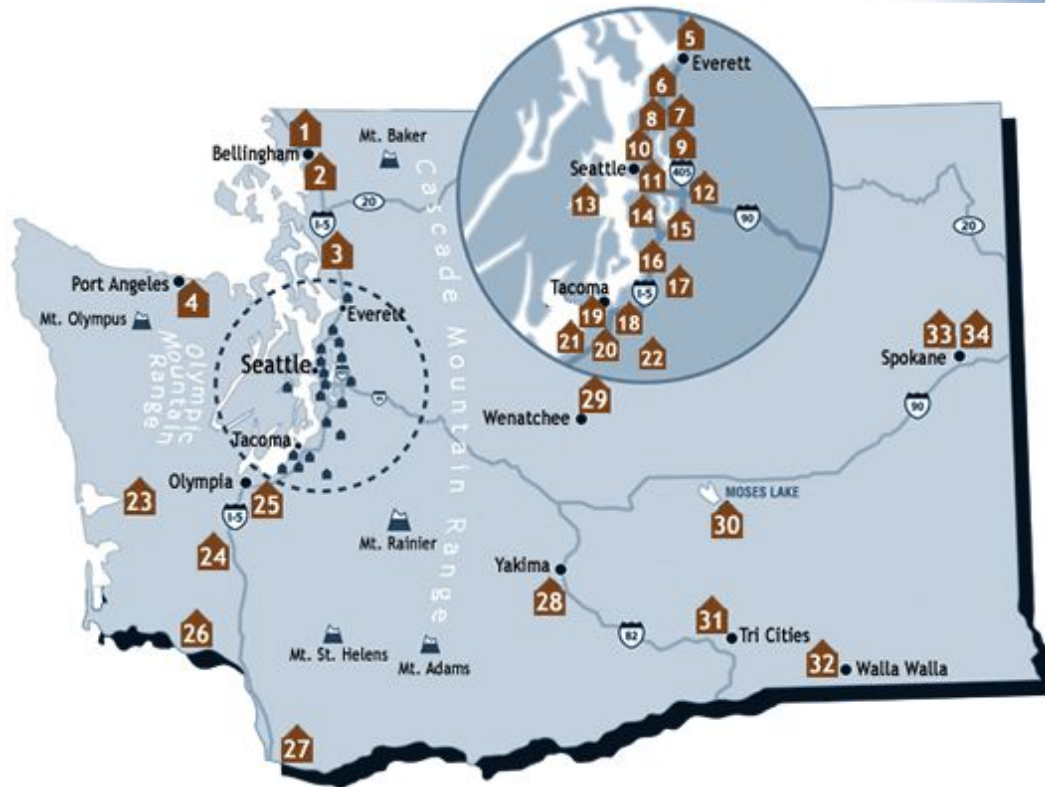 5
Everett
6
7
8
1
Mt. Baker
10
9
Bellingham
Seattle
405
2
11
12
20
13
I-5
14
15
90
20
3
16
17
Port Angeles
4
Tacoma
I-5
Mt. Olympus
Everett
19
18
Olympic
Mountain
Range
21
20
22
33
34
Seattle
Spokane
Cascade Mountain Range
29
90
Wenatchee
Tacoma
Olympia
23
25
MOSES LAKE
I-5
30
24
Mt. Rainier
Yakima
28
26
31
82
Tri Cities
Mt. St. Helens
Mt. Adams
32
Walla Walla
27